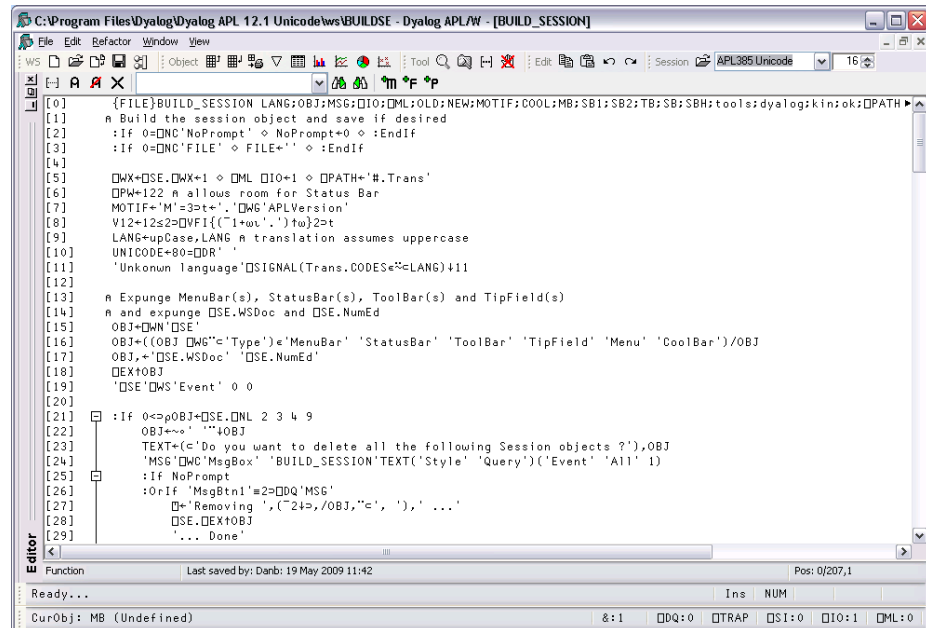 C:\Program Files\Dyalog\Dyalog APL 12.1 Unicode\ws\BUILDSE - Dyalog APL/W - [BUILD_SESSION]
File Edit Refactor Window View
WS Object Tool Edit Session APL385 Unicode 16
[0] {FILE}BUILD_SESSION LANG;OBJ;MSG;⎕IO;⎕ML;OLD;NEW;MOTIF;COOL;MB;SB1;SB2;TB;SB;SBH;tools;dyalog;kin;ok;⎕PATH
[1] ⍝ Build the session object and save if desired
[2] :If 0=⎕NC'NoPrompt' ⋄ NoPrompt←0 ⋄ :EndIf
[3] :If 0=⎕NC'FILE' ⋄ FILE←'' ⋄ :EndIf
[4]
[5] ⎕WX←⎕SE.⎕WX←1 ⋄ ⎕ML ⎕IO←1 ⋄ ⎕PATH←'#.Trans'
[6] ⎕PW←122 ⍝ allows room for Status Bar
[7] MOTIF←'M'=3⊃t←'.'⎕WG'APLVersion'
[8] V12←12≤2⊃⎕VFI{(¯1+⍵⍳'.')↑⍵}2⊃t
[9] LANG←upCase,LANG ⍝ translation assumes uppercase
[10] UNICODE←80=⎕DR' '
[11] 'Unkonwn language'⎕SIGNAL(Trans.CODES∊⍨⊂LANG)↓11
[12]
[13] ⍝ Expunge MenuBar(s), StatusBar(s), ToolBar(s) and TipField(s)
[14] ⍝ and expunge ⎕SE.WSDoc and ⎕SE.NumEd
[15] OBJ←⎕WN'⎕SE'
[16] OBJ←((OBJ ⎕WG¨⊂'Type')∊'MenuBar' 'StatusBar' 'ToolBar' 'TipField' 'Menu' 'CoolBar')/OBJ
[17] OBJ,←'⎕SE.WSDoc' '⎕SE.NumEd'
[18] ⎕EX↑OBJ
[19] '⎕SE'⎕WS'Event' 0 0
[20]
[21] :If 0<⊃⍴OBJ←⎕SE.⎕NL 2 3 4 9
[22] OBJ←~∘' '¨↓OBJ
[23] TEXT←(⊂'Do you want to delete all the following Session objects ?'),OBJ
[24] 'MSG'⎕WC'MsgBox' 'BUILD_SESSION'TEXT('Style' 'Query')('Event' 'All' 1)
[25] :If NoPrompt
[26] :OrIf 'MsgBtn1'≡2⊃⎕DQ'MSG'
[27] ⍞←'Removing ',(¯2↓⊃,/OBJ,¨⊂', '),' ...'
[28] ⎕SE.⎕EX↑OBJ
[29] '... Done'
Editor
Function Last saved by: Danb: 19 May 2009 11:42 Pos: 0/207,1
Ready... Ins NUM
CurObj: MB (Undefined) &:1 ⎕DQ:0 ⎕TRAP ⎕SI:0 ⎕IO:1 ⎕ML:0